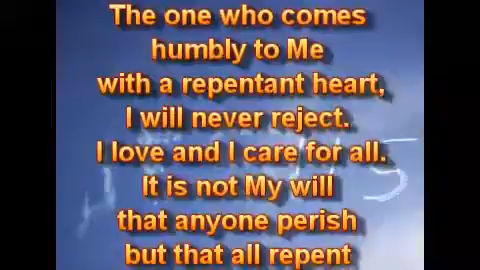 The one who comes
humbly to Me
with a repentant heart,
I will never reject.
I love and I care for all.
It is not My will
that anyone perish
but that all repent